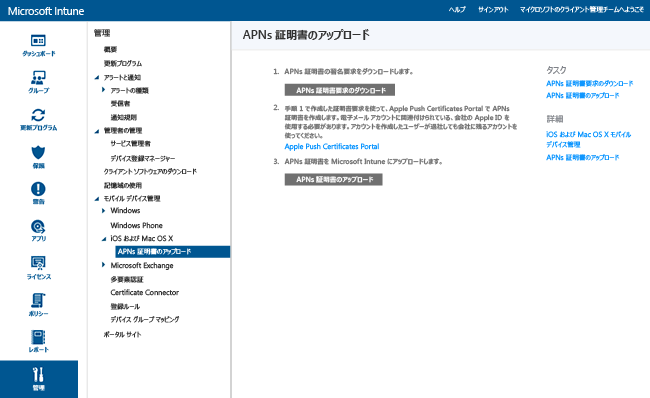 Microsoft Intune
ヘルプ サインアウト マイクロソフトのクライアント管理チームへようこそ
ダッシュボード
グループ
更新プログラム
保護
警告
アプリ
ライセンス
ポリシー
レポート
管理
管理
概要
更新プログラム
アラートと通知
アラートの種類
受信者
通知規則
管理者の管理
サービス管理者
デバイス登録マネージャー
クライアント ソフトウェアのダウンロード
記憶域の使用
モバイル デバイス管理
Windows
Windows Phone
iOS および Mac OS X
APNs 証明書のアップロード
Microsoft Exchange
多要素認証
Certificate Connector
登録ルール
デバイス グループ マッピング
ポータル サイト
APNs 証明書のアップロード
1. APNs 証明書の署名要求をダウンロードします。
APNs 証明書要求のダウンロード
2. 手順 1 で作成した証明書要求を使って、Apple Push Certificates Portal で APNs
証明書を作成します。電子メール アカウントに関連付けられている、会社の Apple ID を
使用する必要があります。アカウントを作成したユーザーが退社しても会社に残るアカウントを
使ってください。
Apple Push Certificates Portal
3. APNs 証明書を Microsoft Intune にアップロードします。
APNs 証明書のアップロード
タスク
APNs 証明書要求のダウンロード
APNs 証明書のアップロード
詳細
iOS および Mac OS X モバイル
デバイス管理
APNs 証明書のアップロード